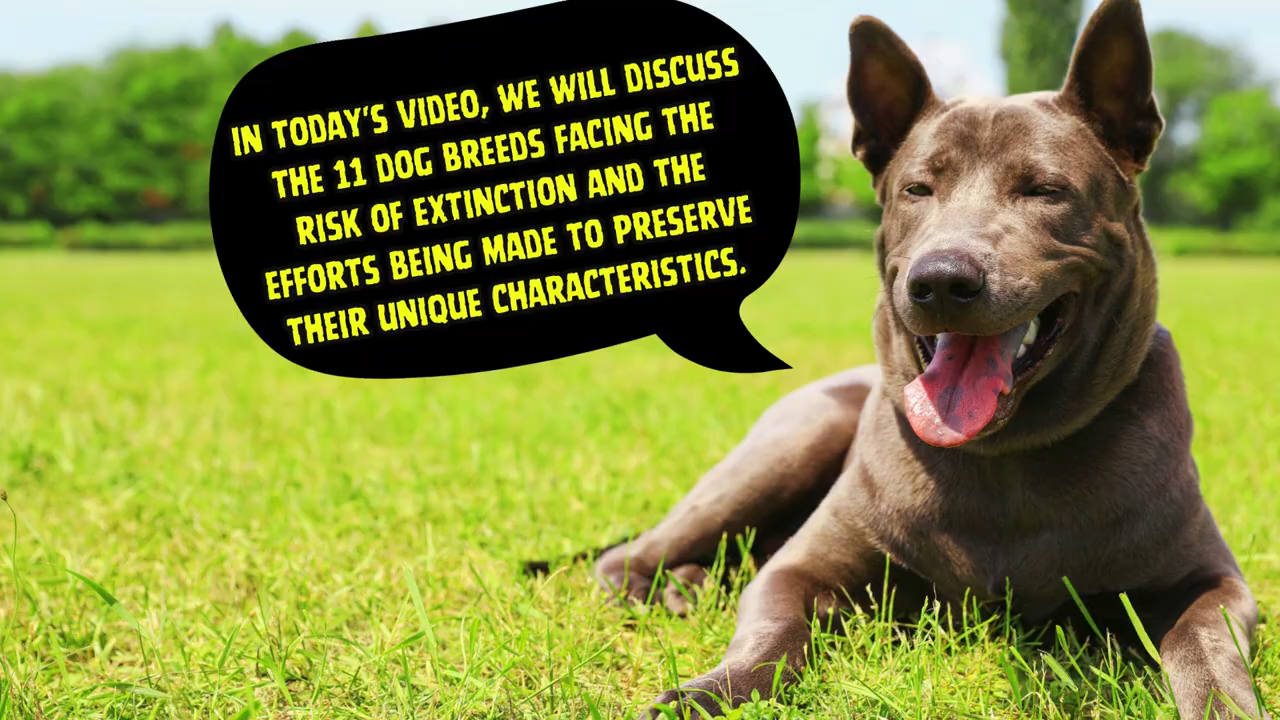 IN TODAY'S VIDEO, WE WILL DISCUSS
THE 11 DOG BREEDS FACING THE
RISK OF EXTINCTION AND THE
EFFORTS BEING MADE TO PRESERVE
THEIR UNIQUE CHARACTERISTICS.